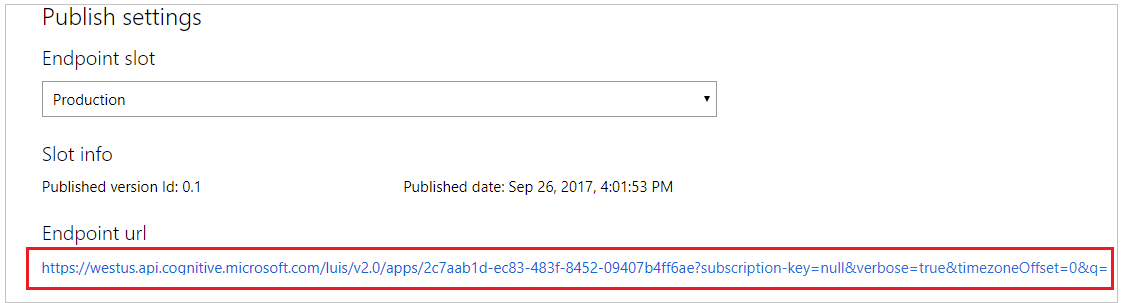 Publish settings
Endpoint slot
Production
Slot info
Published version Id: 0.1 Published date: Sep 26, 2017, 4:01:53 PM
Endpoint url
https://westus.api.cognitive.microsoft.com/luis/v2.0/apps/2c7aab1d-ec83-483f-8452-09407b4ff6ae?subscription-key=null&verbose=true&timezoneOffset=0&q=